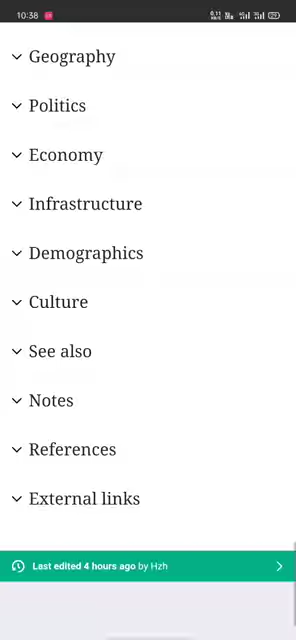 10:38
Geography
Politics
Economy
Infrastructure
Demographics
Culture
See also
Notes
References
External links
Last edited 4 hours ago by Hzh